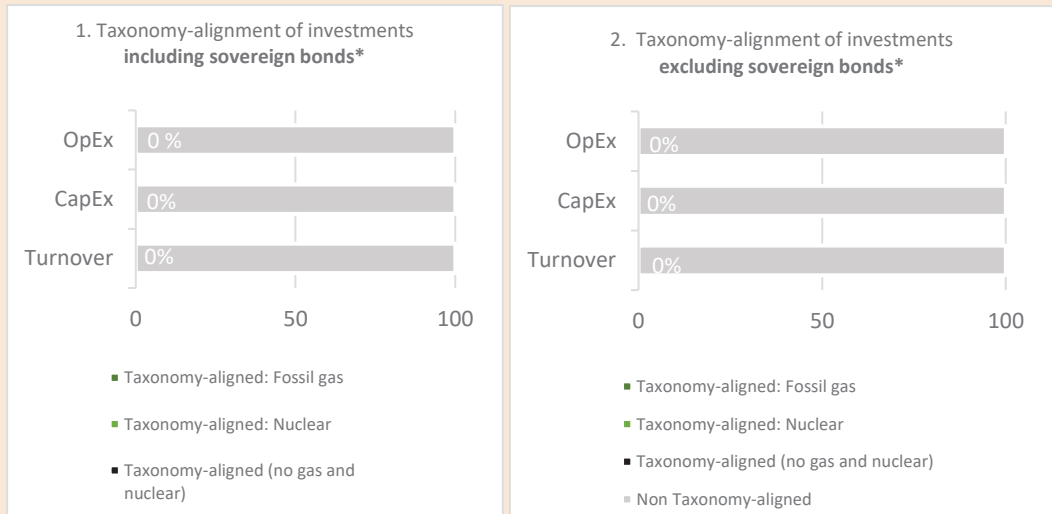 1. Taxonomy-alignment of investments
including sovereign bonds*
OpEx
0 %
CapEx
0%
Turnover
0%
0
50
100
Taxonomy-aligned: Fossil gas
Taxonomy-aligned: Nuclear
Taxonomy-aligned (no gas and
nuclear)
2. Taxonomy-alignment of investments
excluding sovereign bonds*
OpEx
0%
CapEx
0%
Turnover
0%
0
50
100
Taxonomy-aligned: Fossil gas
Taxonomy-aligned: Nuclear
Taxonomy-aligned (no gas and nuclear)
Non Taxonomy-aligned